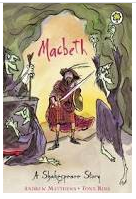 Macbeth
A Shakespeare Story
ANDREW MATTHEWS • TONY ROSS